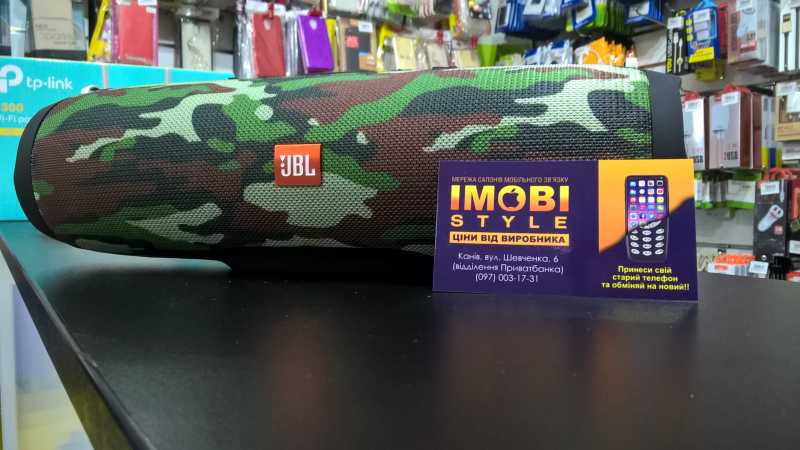 tp-link
JBL
МЕРЕЖА САЛОНІВ МОБІЛЬНОГО ЗВ'ЯЗКУ
IMOBI
STYLE
ЦІНИ ВІД ВИРОБНИКА
Канів, вул. Шевченка, 6
(відділення Приватбанка)
(097) 003-17-31
Принеси свій
старий телефон
та обміняй на новий!!